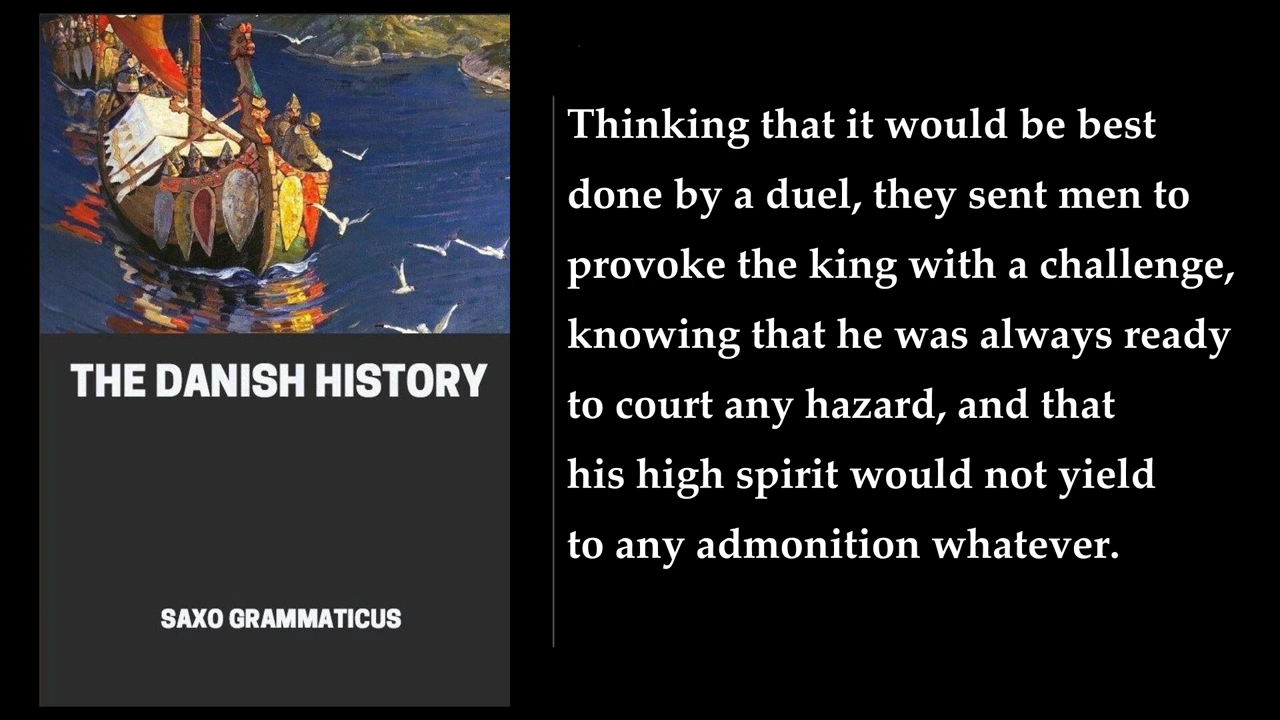 THE DANISH HISTORY
SAXO GRAMMATICUS
Thinking that it would be best
done by a duel, they sent men to
provoke the king with a challenge,
knowing that he was always ready
to court any hazard, and that
his high spirit would not yield
to any admonition whatever.